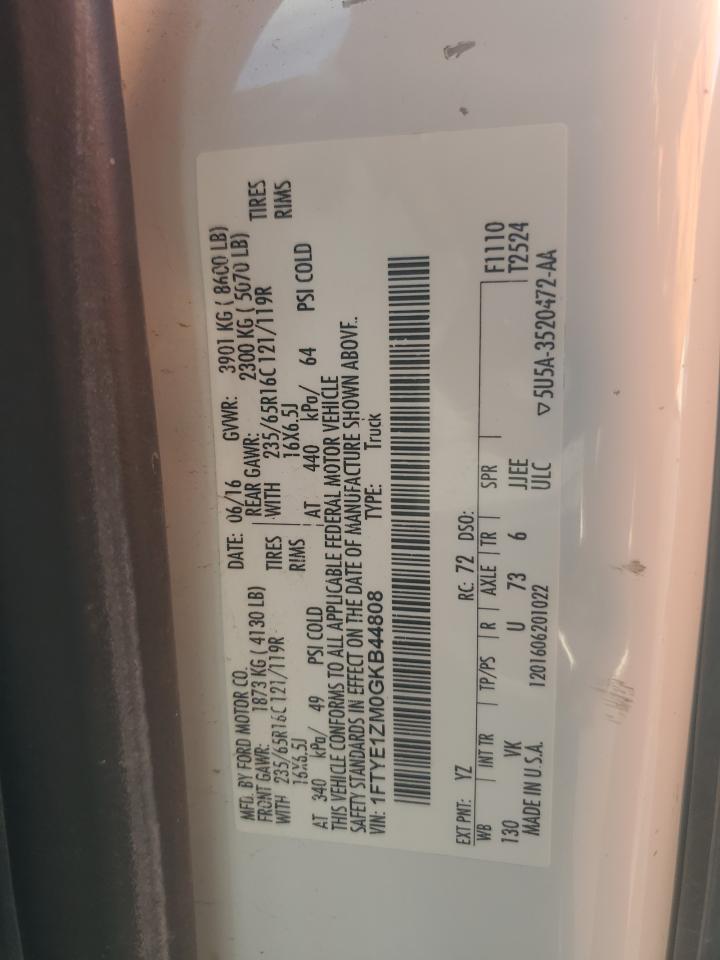 MFD. BY FORD MOTOR CO.
DATE: 06/16 GVWR: 3901 KG ( 8600 LB)
FRONT GAWR: 1873 KG ( 4130 LB)
REAR GAWR: 2300 KG ( 5070 LB)
WITH 235/65R16C 121/119R TIRES
WITH 235/65R16C 121/119R TIRES
16X6.5J RIMS
16X6.5J RIMS
AT 340 kPa/ 49 PSI COLD
AT 440 kPa/ 64 PSI COLD
THIS VEHICLE CONFORMS TO ALL APPLICABLE FEDERAL MOTOR VEHICLE
SAFETY STANDARDS IN EFFECT ON THE DATE OF MANUFACTURE SHOWN ABOVE..
VIN: 1FTYE1ZM0GKB44808 TYPE: Truck
EXT PNT: YZ RC: 72 DSO:
WB INT TR TP/PS R AXLE TR SPR F1110
130 VK U 73 6 JJEE T2524
MADE IN U.S.A. 1201606201022 ULC ▽5U5A-3520472-AA